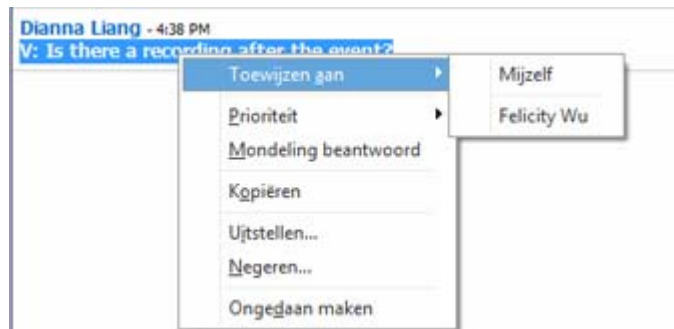 Dianna Liang - 4:38 PM
V: Is there a recording after the event?
Toewijzen aan
Mijzelf
Prioriteit
Felicity Wu
Mondeling beantwoord
Kopiëren
Uitstellen...
Negeren...
Ongedaan maken